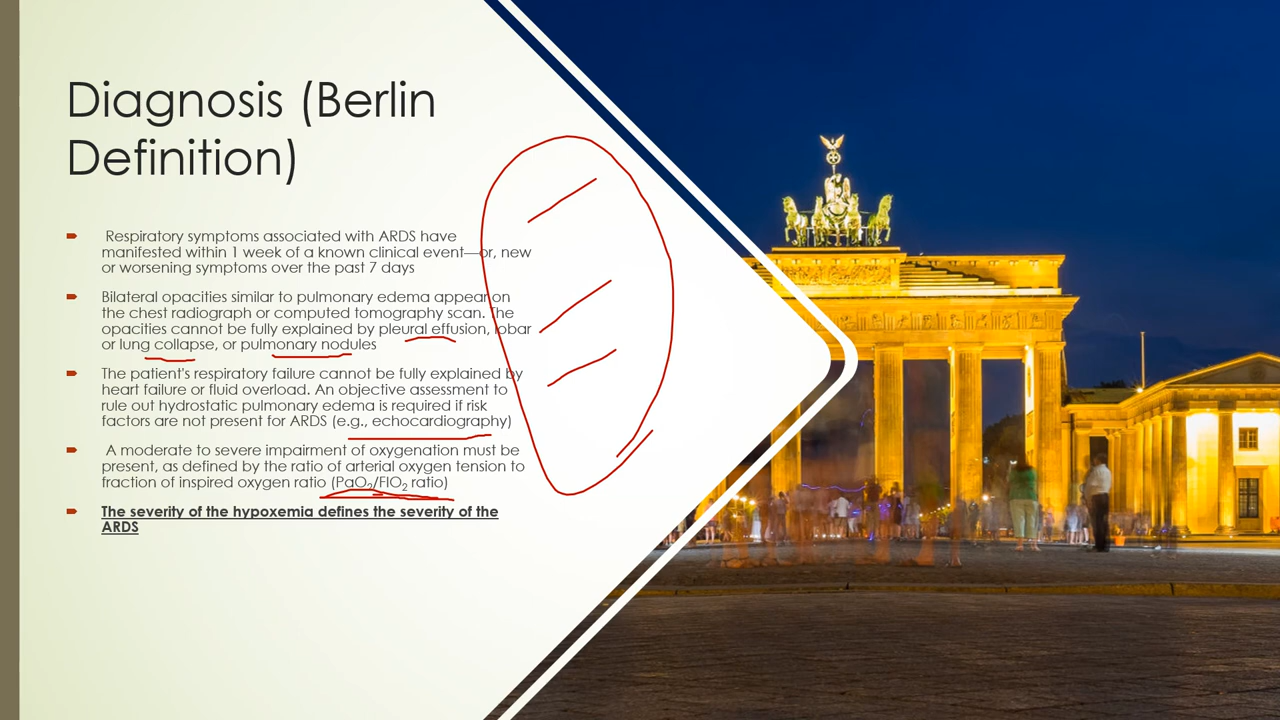 Diagnosis (Berlin
Definition)
Respiratory symptoms associated with ARDS have
manifested within 1 week of a known clinical event—or, new
or worsening symptoms over the past 7 days
Bilateral opacities similar to pulmonary edema appear on
the chest radiograph or computed tomography scan. The
opacities cannot be fully explained by pleural effusion, lobar
or lung collapse, or pulmonary nodules
The patient's respiratory failure cannot be fully explained by
heart failure or fluid overload. An objective assessment to
rule out hydrostatic pulmonary edema is required if risk
factors are not present for ARDS (e.g., echocardiography)
A moderate to severe impairment of oxygenation must be
present, as defined by the ratio of arterial oxygen tension to
fraction of inspired oxygen ratio (PaO₂/FIO₂ ratio)
The severity of the hypoxemia defines the severity of the
ARDS